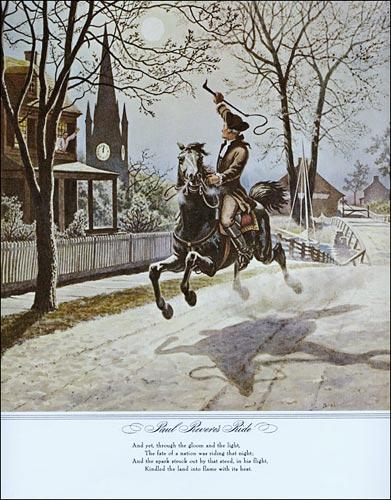 Paul Revere's Ride
And yet, through the gloom and the light,
The fate of a nation was riding that night;
And the spark struck out by that steed, in his flight,
Kindled the land into flame with its heat.